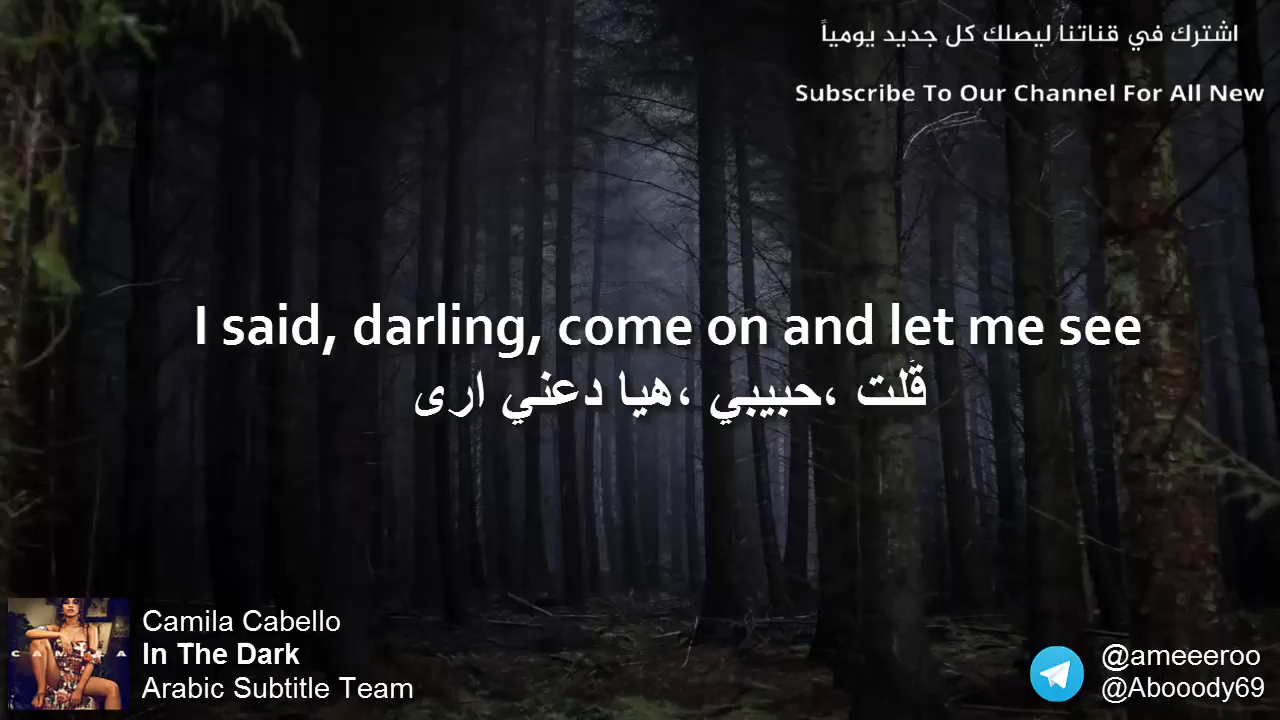 اشترك في قناتنا ليصلك كل جديد يومياً
Subscribe To Our Channel For All New
I said, darling, come on and let me see
قَلت ،حبيبي ،هيا دعني ارى
CAMILA
Camila Cabello
In The Dark
Arabic Subtitle Team
@ameeeroo
@Abooody69